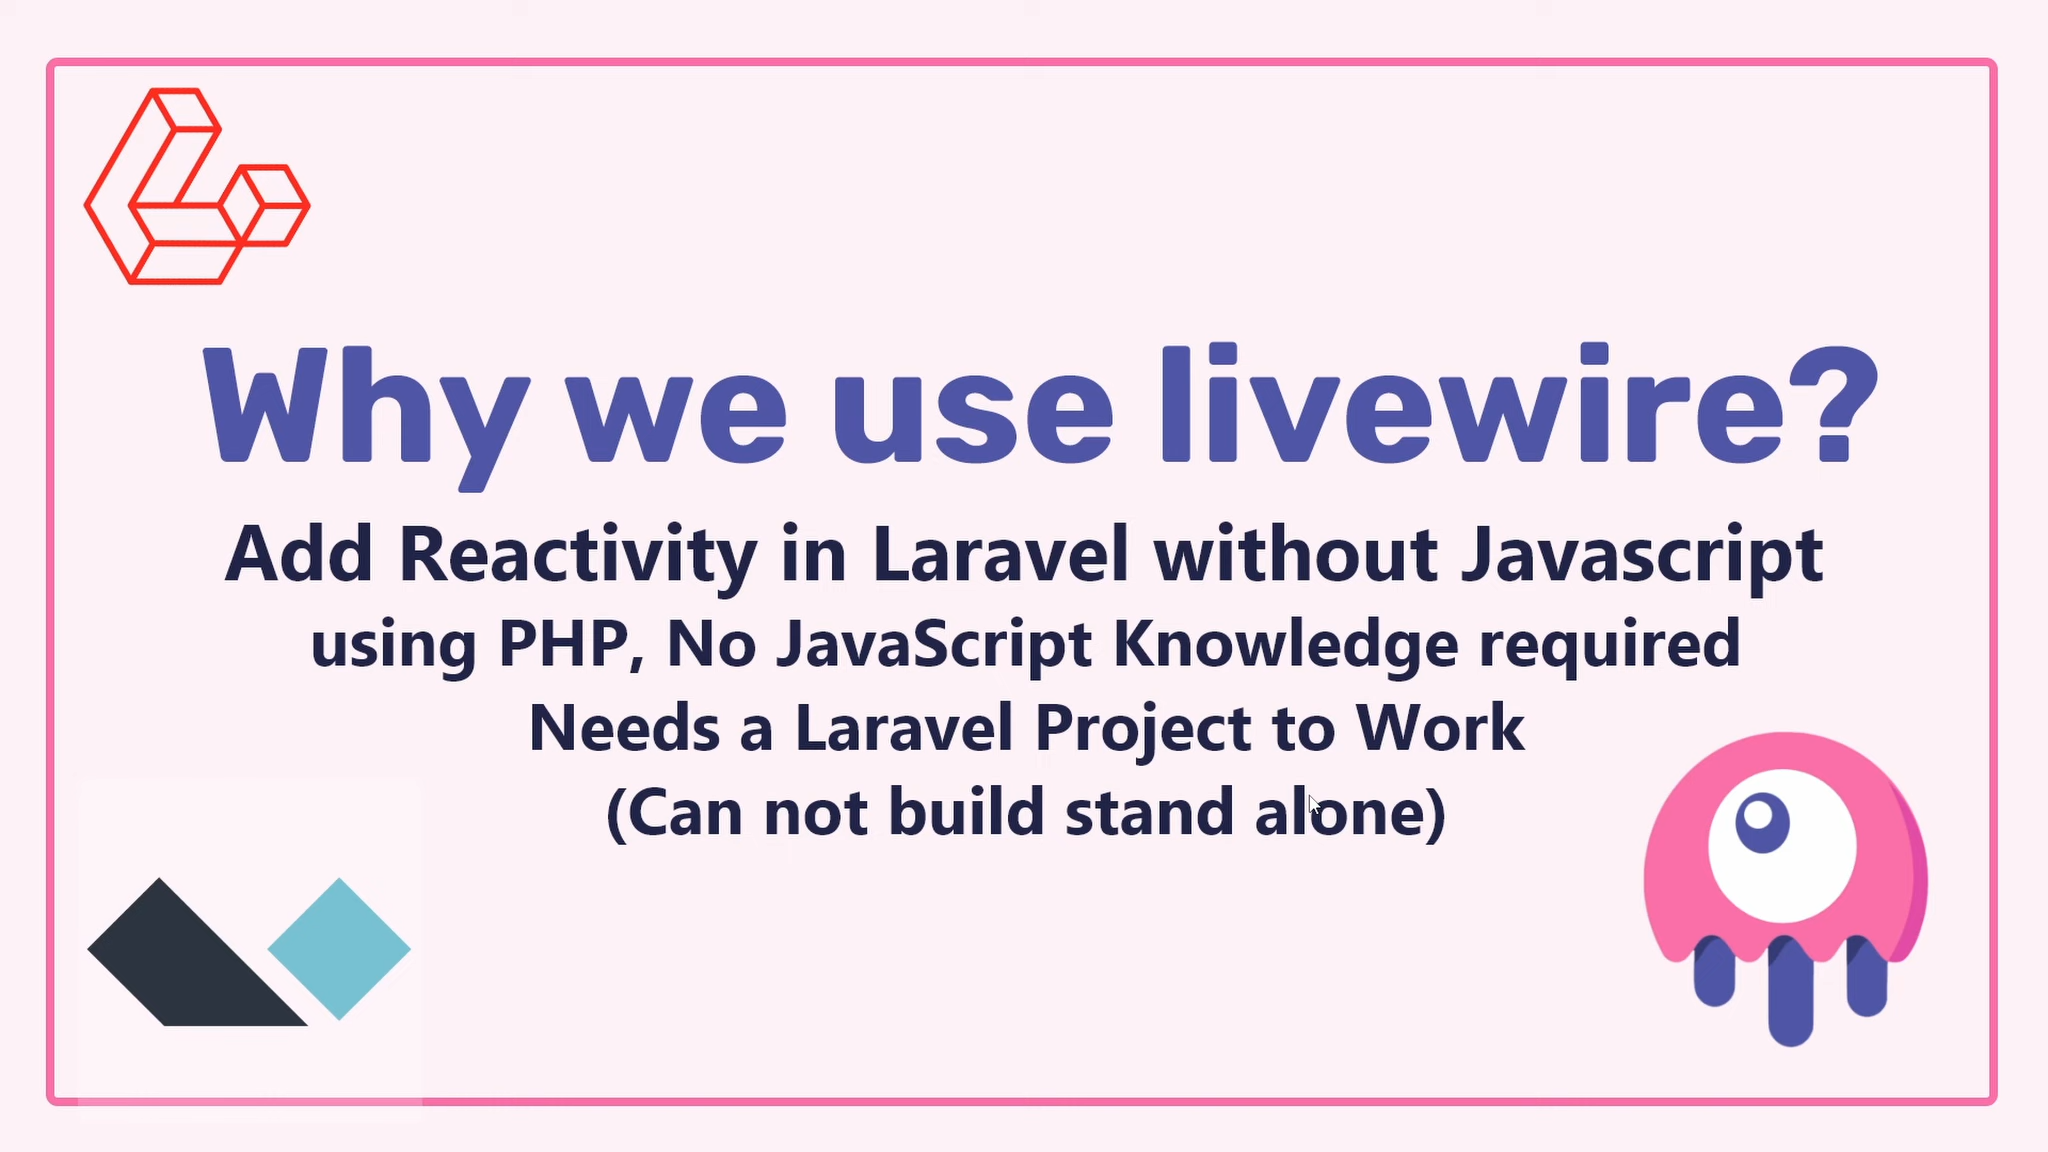 Why we use livewire?
Add Reactivity in Laravel without Javascript
using PHP, No JavaScript Knowledge required
Needs a Laravel Project to Work
(Can not build stand alone)